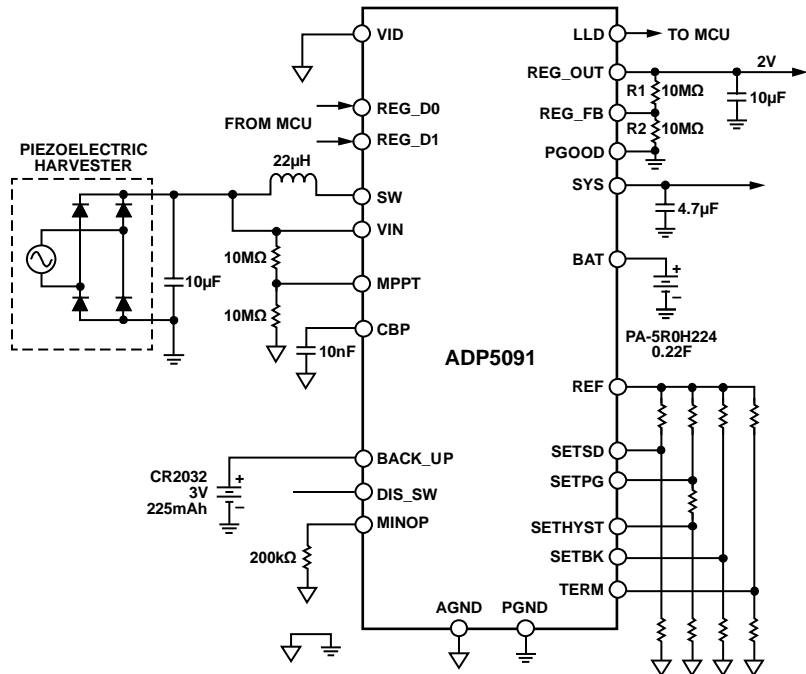 VID
LLD
TO MCU
REG_OUT
2V
R1
10MΩ
10µF
REG_D0
FROM MCU
REG_FB
REG_D1
R2
10MΩ
PIEZOELECTRIC
HARVESTER
PGOOD
22µH
SYS
SW
4.7µF
VIN
10MΩ
BAT
+
10µF
MPPT
–
10MΩ
CBP
PA-5R0H224
0.22F
10nF
ADP5091
REF
SETSD
BACK_UP
CR2032
3V
225mAh
+
–
SETPG
DIS_SW
MINOP
SETHYST
200kΩ
SETBK
TERM
AGND
PGND